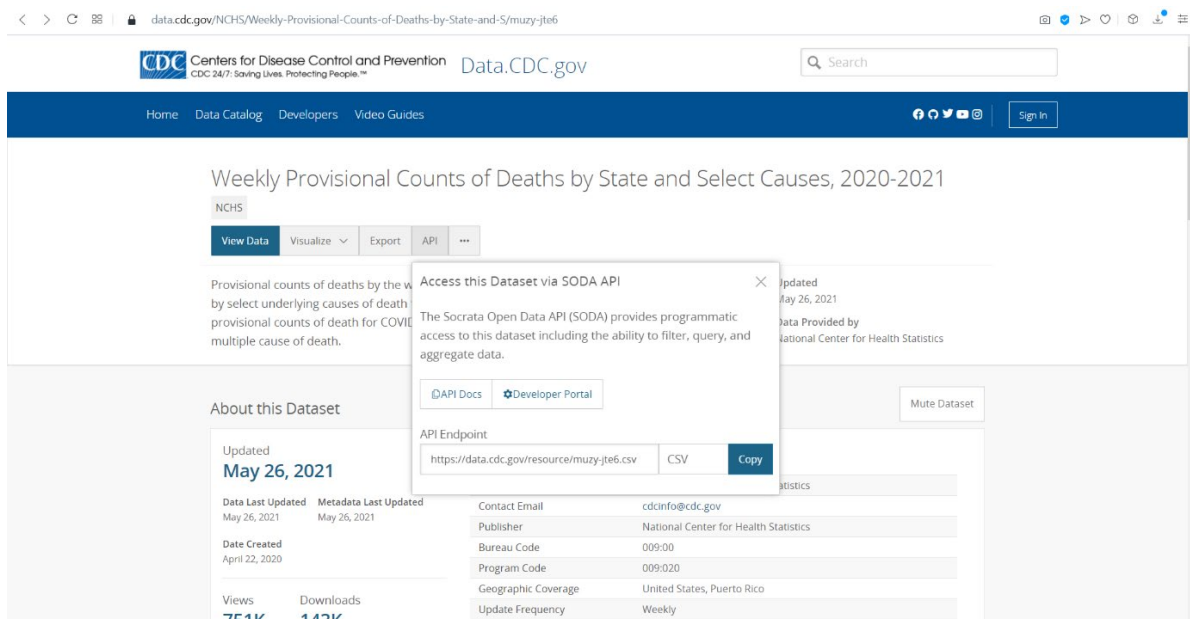 data.cdc.gov/NCHS/Weekly-Provisional-Counts-of-Deaths-by-State-and-S/muzy-jte6
CDC
Centers for Disease Control and Prevention
CDC 24/7: Saving Lives. Protecting People.™
Data.CDC.gov
Search
Home Data Catalog Developers Video Guides
Sign In
Weekly Provisional Counts of Deaths by State and Select Causes, 2020-2021
NCHS
View Data Visualize Export API ...
Provisional counts of deaths by the w
by select underlying causes of death
provisional counts of death for COVID
multiple cause of death.
Access this Dataset via SODA API
The Socrata Open Data API (SODA) provides programmatic
access to this dataset including the ability to filter, query, and
aggregate data.
API Docs Developer Portal
API Endpoint
https://data.cdc.gov/resource/muzy-jte6.csv CSV Copy
Updated
May 26, 2021
Data Provided by
National Center for Health Statistics
About this Dataset
Mute Dataset
Updated
May 26, 2021
Data Last Updated Metadata Last Updated
May 26, 2021 May 26, 2021
Date Created
April 22, 2020
Views Downloads
751K 142K
atistics
Contact Email cdcinfo@cdc.gov
Publisher National Center for Health Statistics
Bureau Code 009:00
Program Code 009:020
Geographic Coverage United States, Puerto Rico
Update Frequency Weekly